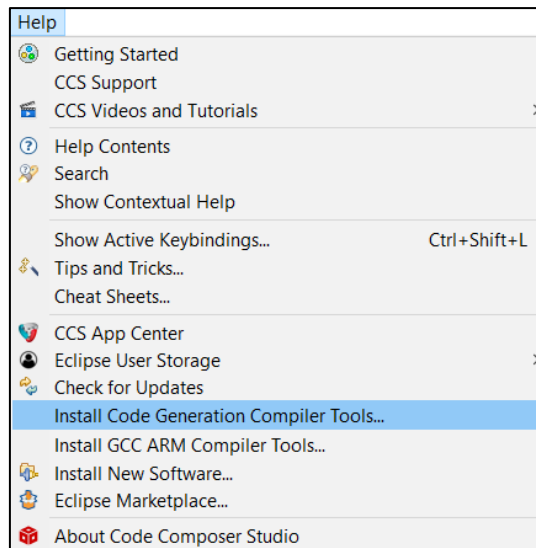 Help
Getting Started
CCS Support
CCS Videos and Tutorials
Help Contents
Search
Show Contextual Help
Show Active Keybindings... Ctrl+Shift+L
Tips and Tricks...
Cheat Sheets...
CCS App Center
Eclipse User Storage
Check for Updates
Install Code Generation Compiler Tools...
Install GCC ARM Compiler Tools...
Install New Software...
Eclipse Marketplace...
About Code Composer Studio